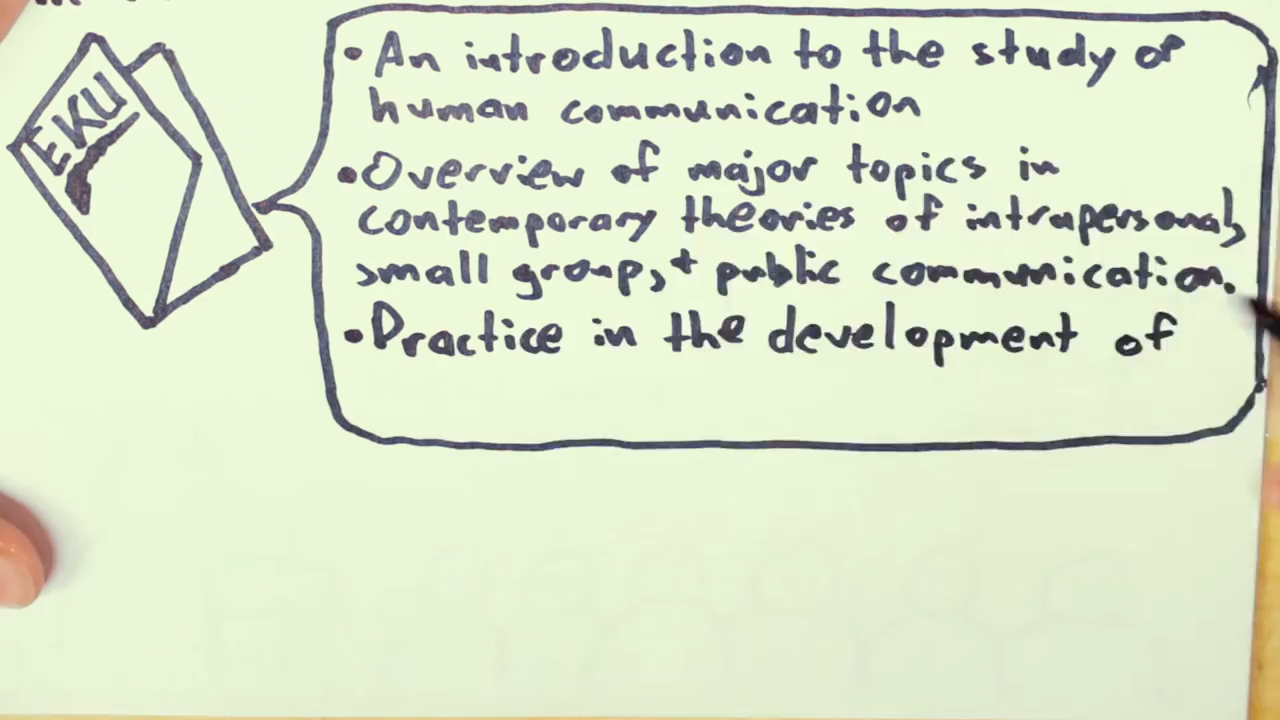 EKU
• An introduction to the study of
human communication
• Overview of major topics in
contemporary theories of intrapersonal,
small group, + public communication.
• Practice in the development of